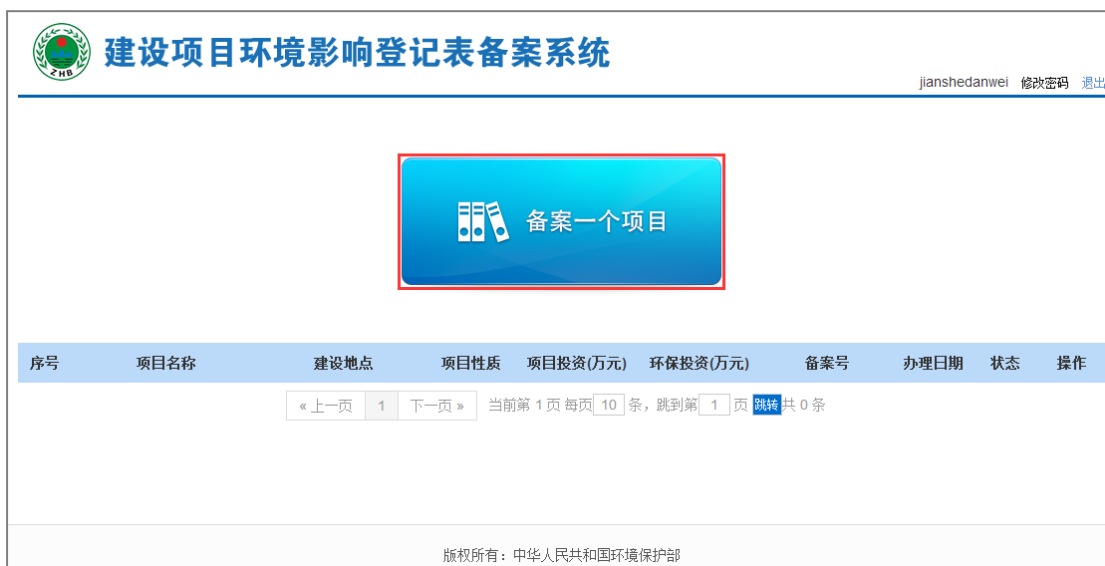 ZHB
建设项目环境影响登记表备案系统
jianshedanwei 修改密码 退出
备案一个项目
序号 项目名称 建设地点 项目性质 项目投资(万元) 环保投资(万元) 备案号 办理日期 状态 操作
« 上一页 1 下一页 » 当前第 1 页 每页 10 条，跳到第 1 页 跳转 共 0 条
版权所有：中华人民共和国环境保护部